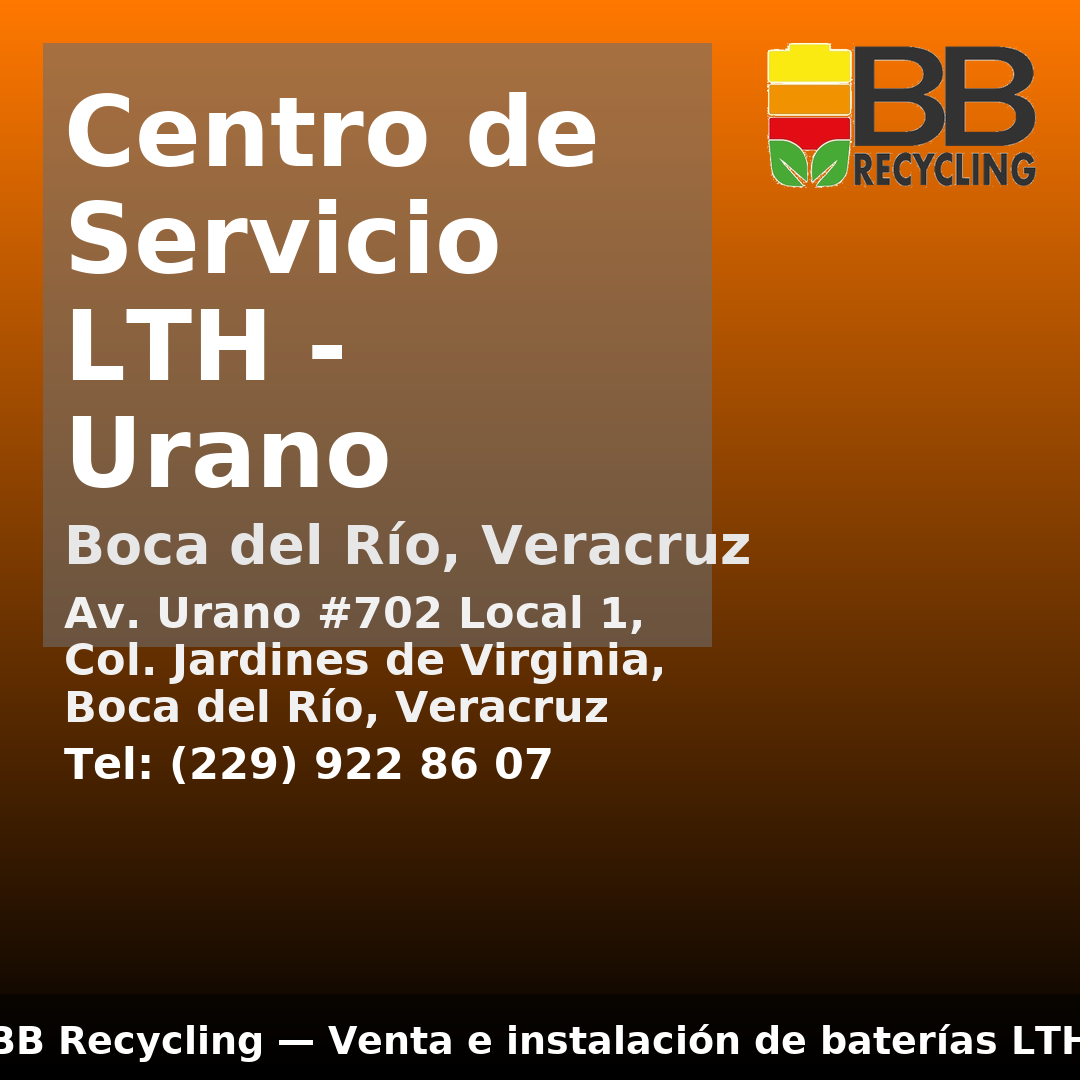 Centro de
Servicio
LTH -
Urano
Boca del Río, Veracruz
Av. Urano #702 Local 1,
Col. Jardines de Virginia,
Boca del Río, Veracruz
Tel: (229) 922 86 07
BB
RECYCLING
BB Recycling — Venta e instalación de baterías LTH